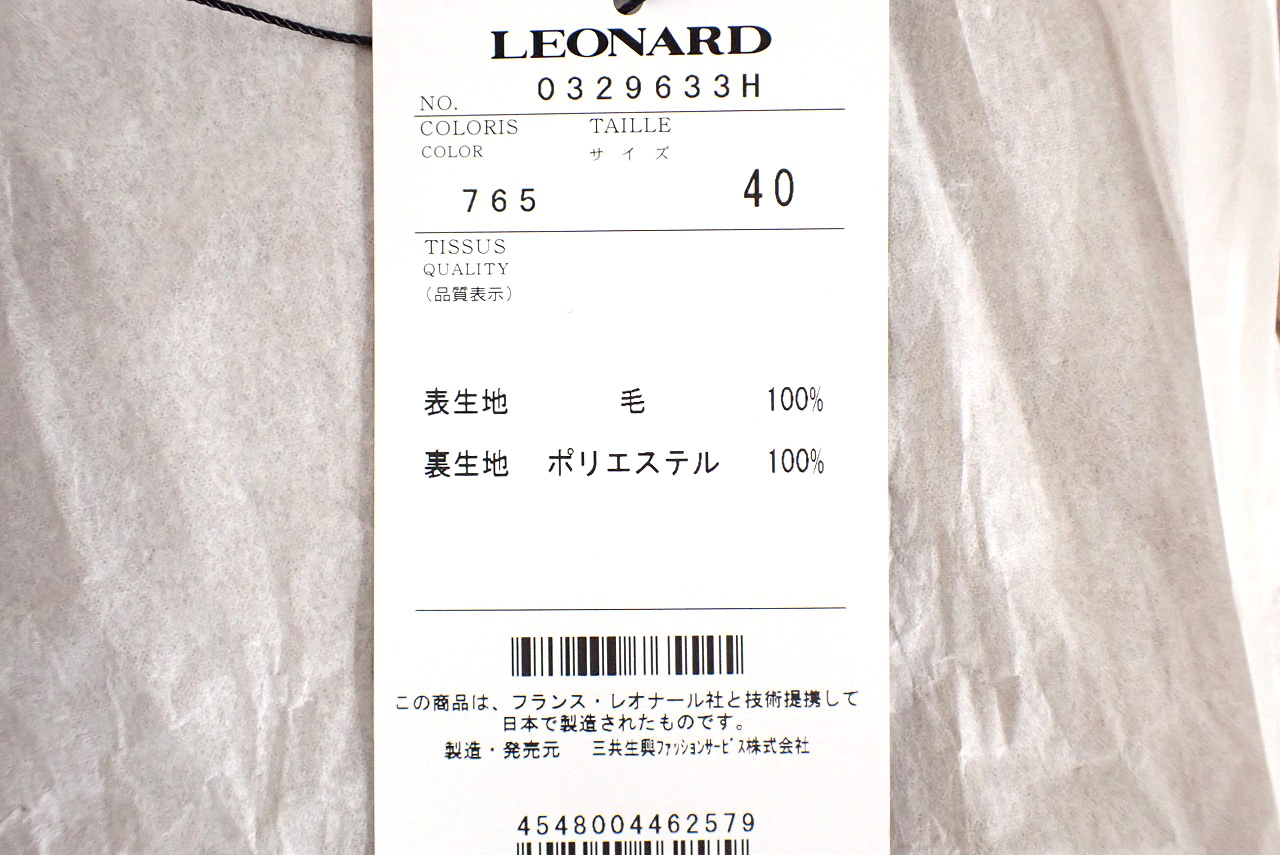 LEONARD
NO. 0329633H
COLORIS TAILLE
COLOR サイズ
765 40
TISSUS
QUALITY
(品質表示)
表生地 毛 100%
裏生地 ポリエステル 100%
この商品は、フランス・レオナール社と技術提携して
日本で製造されたものです。
製造・発売元 三共生興ファッションサービス株式会社
4548004462579